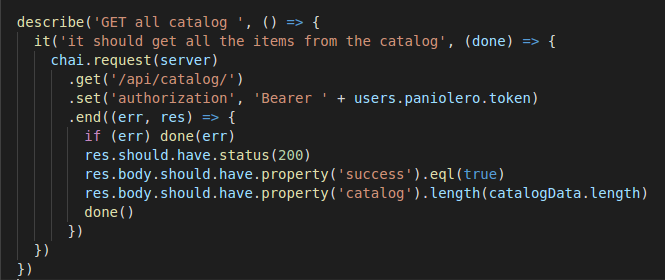 describe('GET all catalog ', () => {
  it('it should get all the items from the catalog', (done) => {
    chai.request(server)
      .get('/api/catalog/')
      .set('authorization', 'Bearer ' + users.paniolero.token)
      .end((err, res) => {
        if (err) done(err)
        res.should.have.status(200)
        res.body.should.have.property('success').eql(true)
        res.body.should.have.property('catalog').length(catalogData.length)
        done()
      })
  })
})